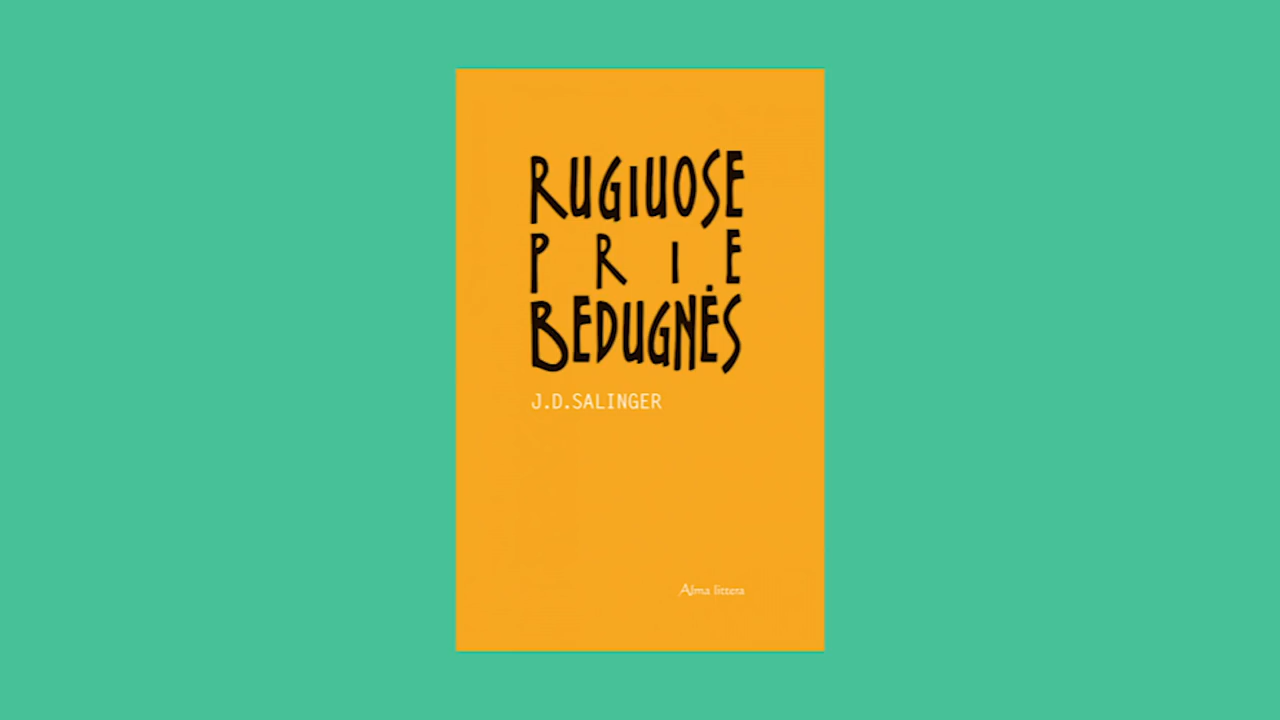 RUGIUOSE
PRIE
BEDUGNĖS
J.D.SALINGER
Alma littera